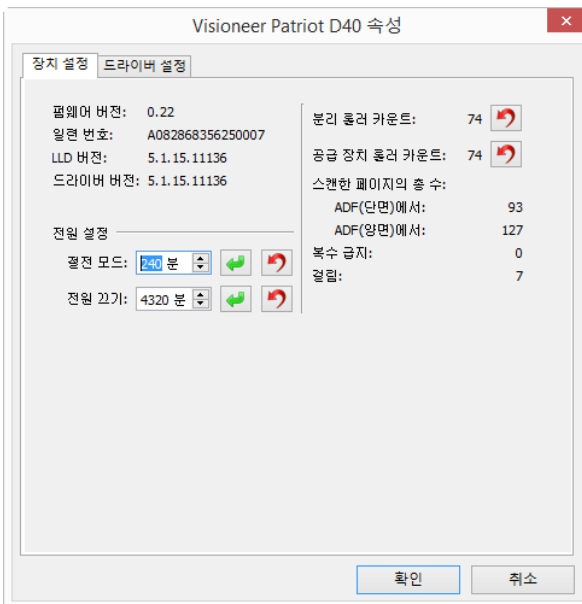 Visioneer Patriot D40 속성
장치 설정
드라이버 설정
펌웨어 버전: 0.22
일련 번호: A082868356250007
LLD 버전: 5.1.15.11136
드라이버 버전: 5.1.15.11136
전원 설정
절전 모드: 240 분
전원 끄기: 4320 분
분리 롤러 카운트: 74
공급 장치 롤러 카운트: 74
스캔한 페이지의 총 수:
ADF(단면)에서: 93
ADF(양면)에서: 127
복수 급지: 0
걸림: 7
확인
취소